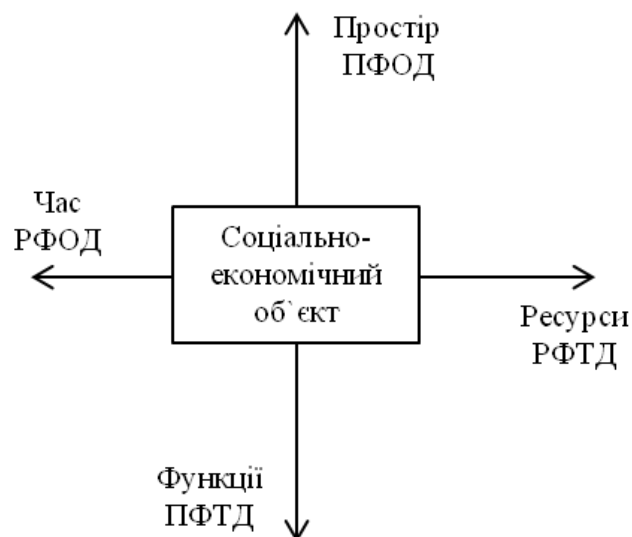 Простір
ПФОД
Час
РФОД
Соціально-
економічний
об`єкт
Ресурси
РФТД
Функції
ПФТД